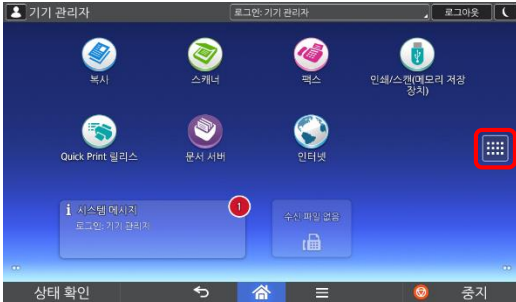 기기 관리자
로그인: 기기 관리자
로그아웃
복사
스캐너
팩스
인쇄/스캔(메모리 저장
장치)
Quick Print 릴리스
문서 서버
인터넷
시스템 메시지
1
로그인: 기기 관리자
수신 파일 없음
상태 확인
중지